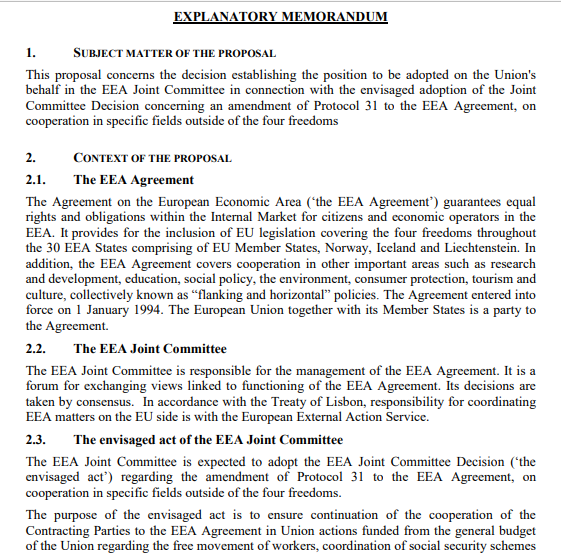 EXPLANATORY MEMORANDUM
1. SUBJECT MATTER OF THE PROPOSAL
This proposal concerns the decision establishing the position to be adopted on the Union's
behalf in the EEA Joint Committee in connection with the envisaged adoption of the Joint
Committee Decision concerning an amendment of Protocol 31 to the EEA Agreement, on
cooperation in specific fields outside of the four freedoms
2. CONTEXT OF THE PROPOSAL
2.1. The EEA Agreement
The Agreement on the European Economic Area (‘the EEA Agreement’) guarantees equal
rights and obligations within the Internal Market for citizens and economic operators in the
EEA. It provides for the inclusion of EU legislation covering the four freedoms throughout
the 30 EEA States comprising of EU Member States, Norway, Iceland and Liechtenstein. In
addition, the EEA Agreement covers cooperation in other important areas such as research
and development, education, social policy, the environment, consumer protection, tourism and
culture, collectively known as “flanking and horizontal” policies. The Agreement entered into
force on 1 January 1994. The European Union together with its Member States is a party to
the Agreement.
2.2. The EEA Joint Committee
The EEA Joint Committee is responsible for the management of the EEA Agreement. It is a
forum for exchanging views linked to functioning of the EEA Agreement. Its decisions are
taken by consensus. In accordance with the Treaty of Lisbon, responsibility for coordinating
EEA matters on the EU side is with the European External Action Service.
2.3. The envisaged act of the EEA Joint Committee
The EEA Joint Committee is expected to adopt the EEA Joint Committee Decision (‘the
envisaged act’) regarding the amendment of Protocol 31 to the EEA Agreement, on
cooperation in specific fields outside of the four freedoms.
The purpose of the envisaged act is to ensure continuation of the cooperation of the
Contracting Parties to the EEA Agreement in Union actions funded from the general budget
of the Union regarding the free movement of workers, coordination of social security schemes